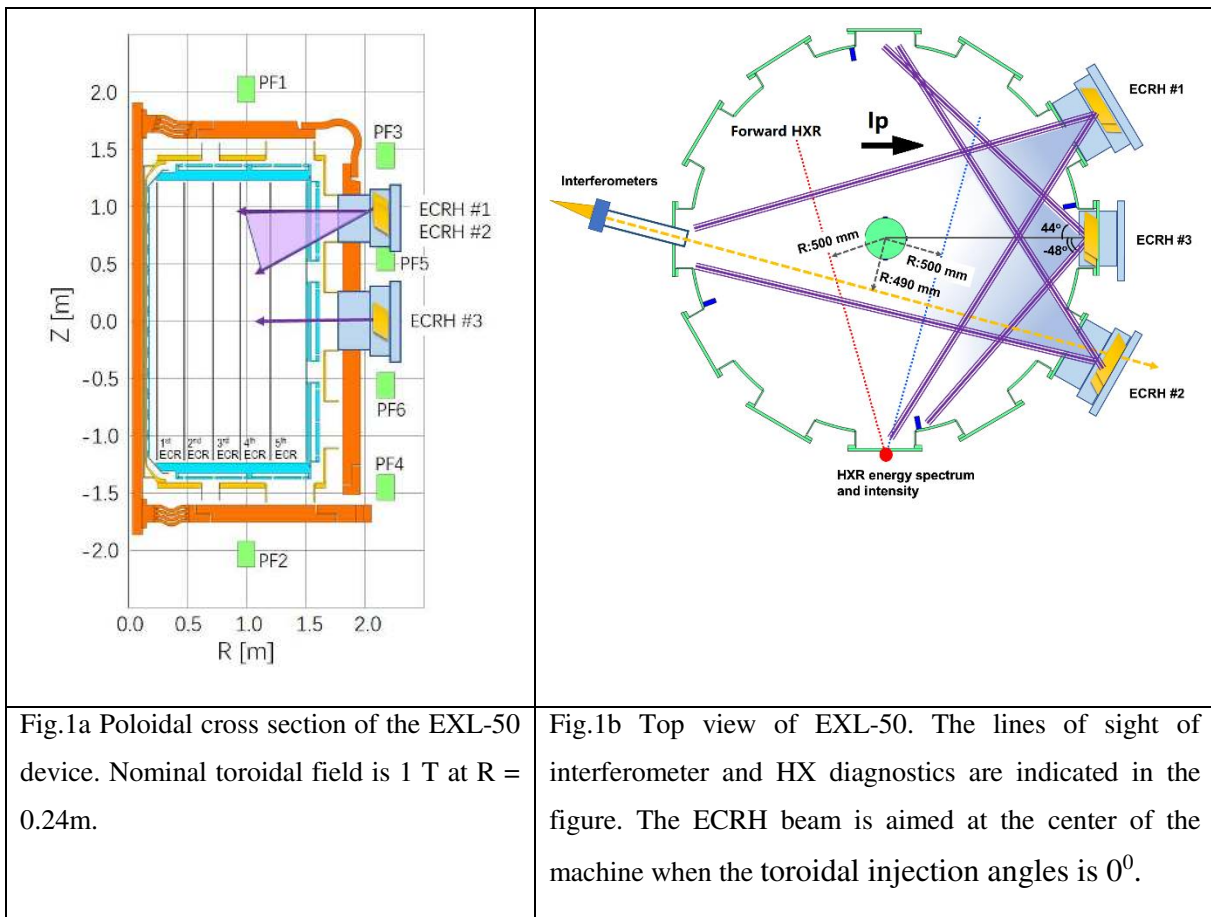 PF1
2.0
PF3
1.5
1.0
ECRH #1
ECRH #2
0.5
PF5
Z [m]
0.0
ECRH #3
-0.5
PF6
-1.0
1st 2nd 3rd 4th 5th
ECR ECR ECR ECR ECR
PF4
-1.5
-2.0
PF2
0.0 0.5 1.0 1.5 2.0
R [m]
ECRH #1
Forward HXR
Ip
Interferometers
44°
-48°
ECRH #3
R:500 mm
R:500 mm
R:490 mm
ECRH #2
HXR energy spectrum
and intensity
Fig.1a Poloidal cross section of the EXL-50
device. Nominal toroidal field is 1 T at R =
0.24m.
Fig.1b Top view of EXL-50. The lines of sight of
interferometer and HX diagnostics are indicated in the
figure. The ECRH beam is aimed at the center of the
machine when the toroidal injection angles is 0⁰.